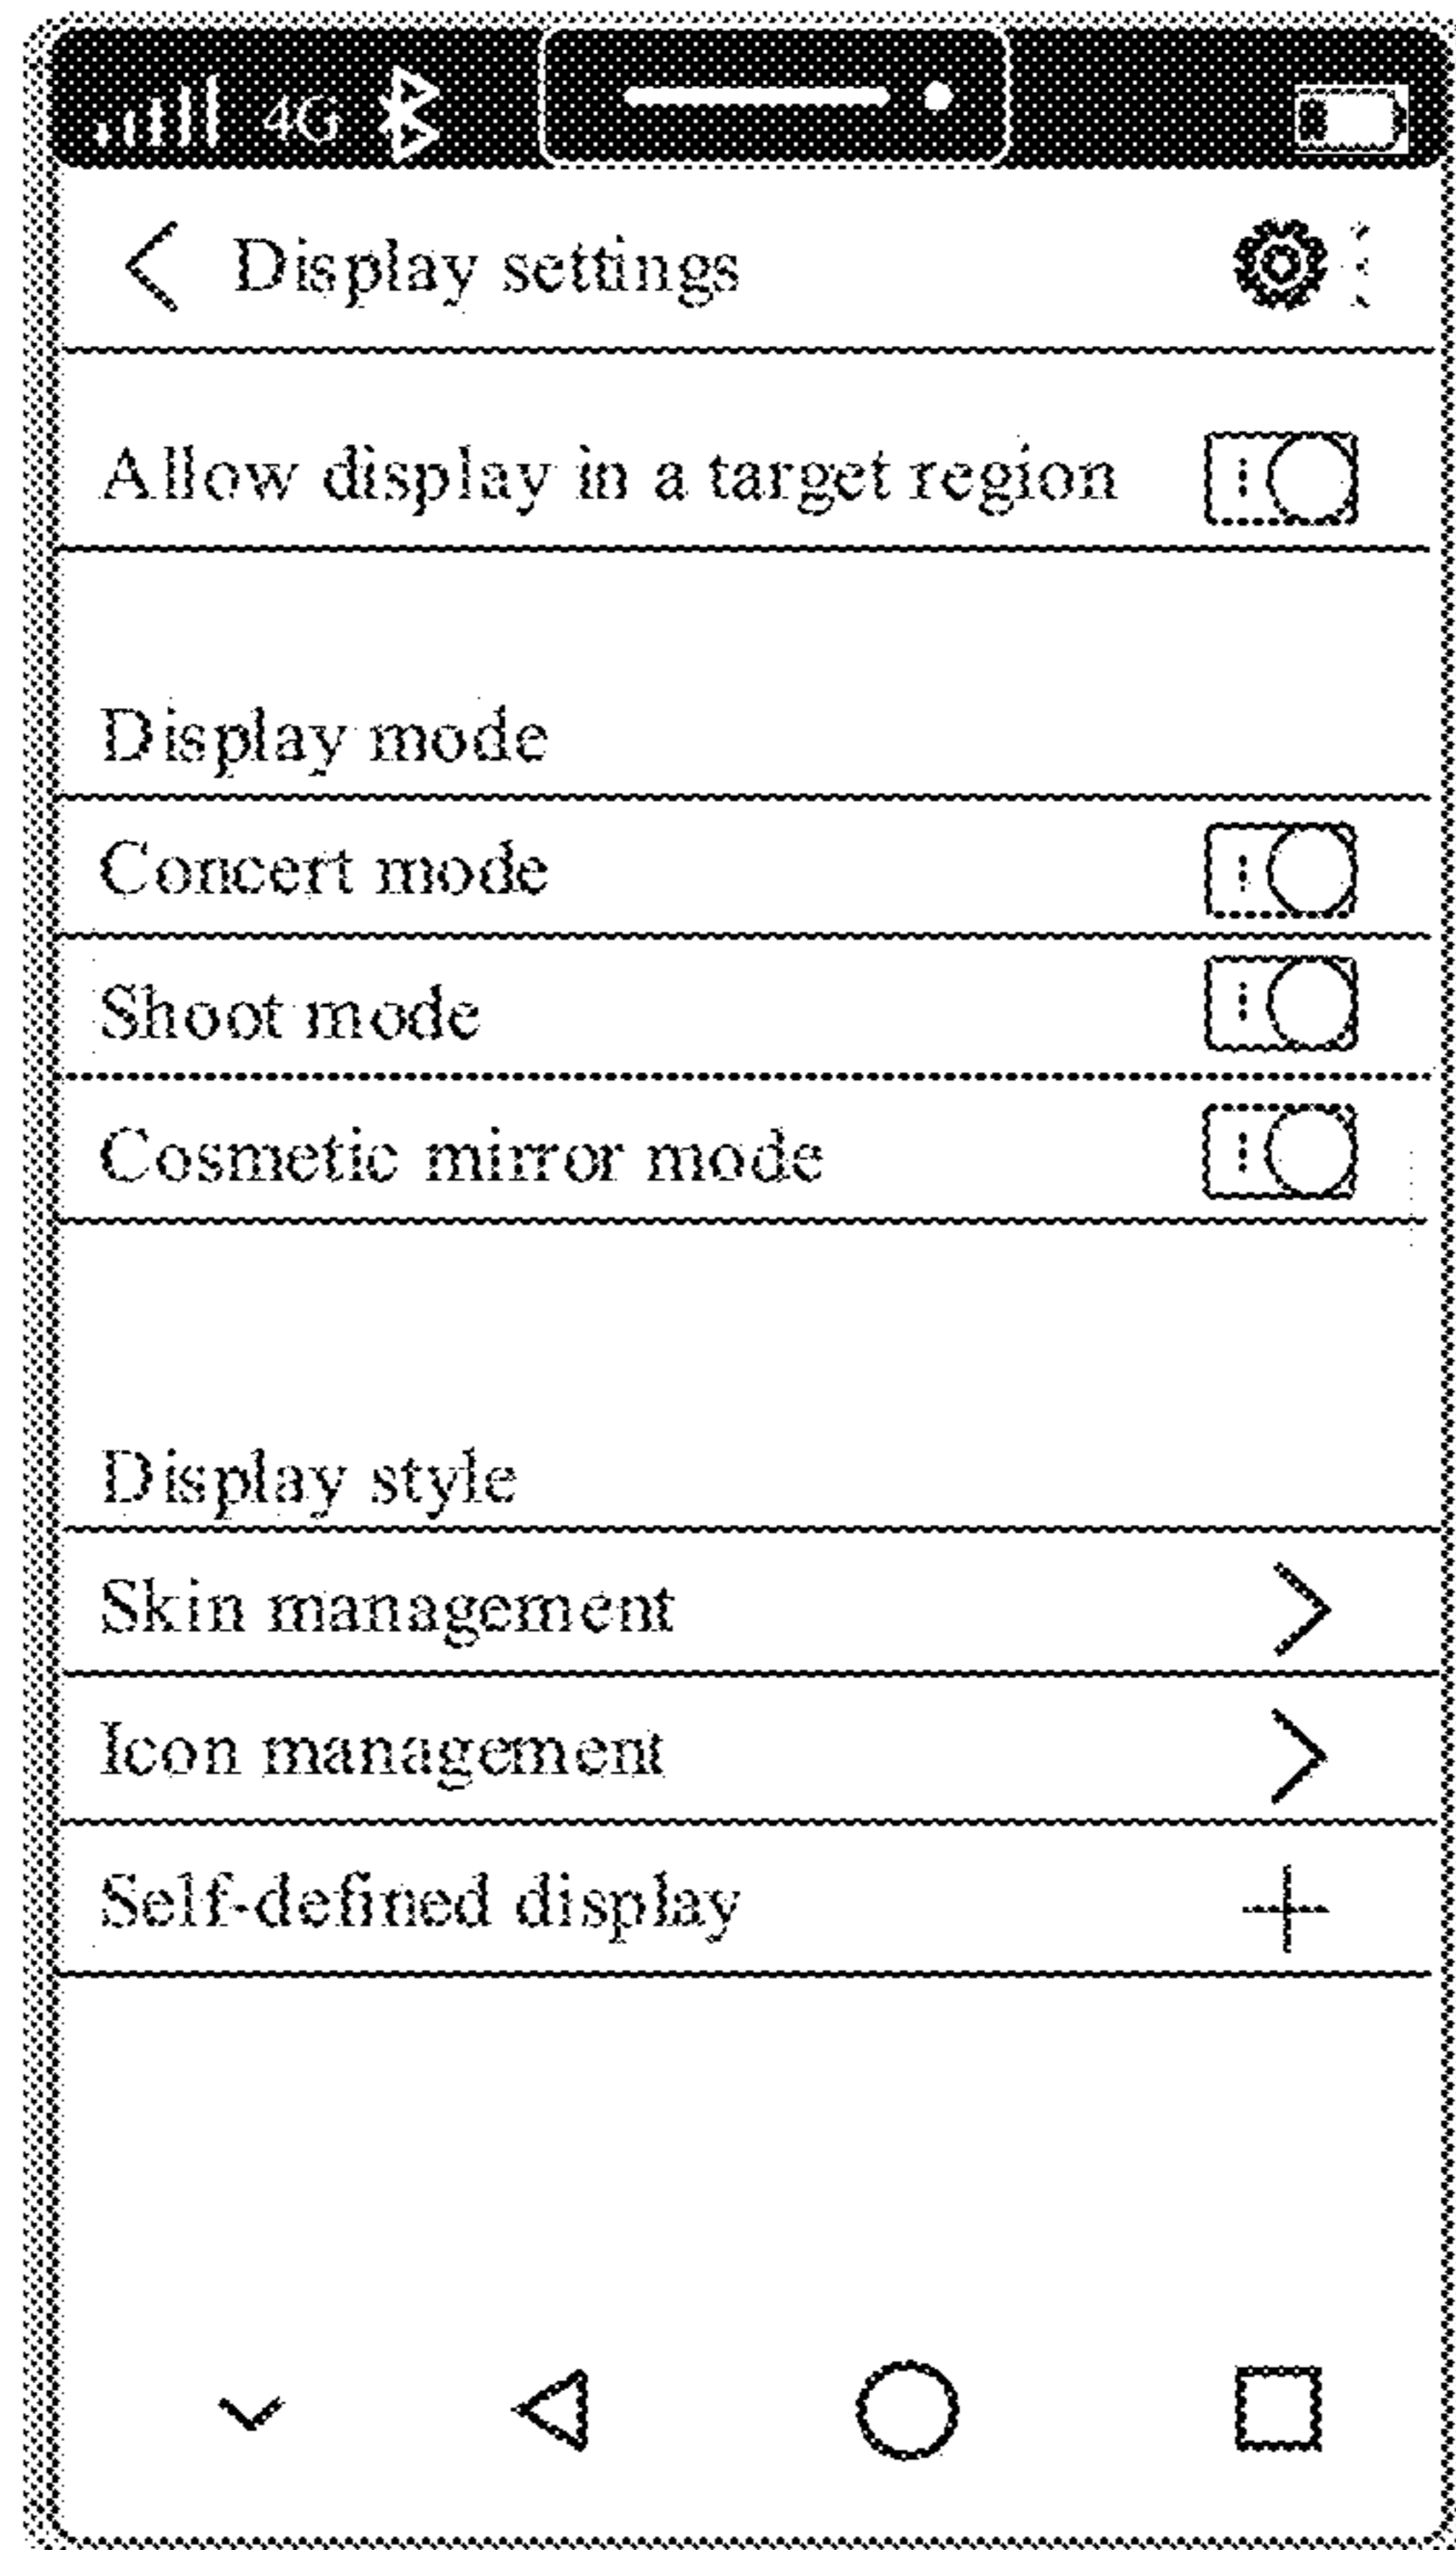 4G
Display settings
Allow display in a target region
Display mode
Concert mode
Shoot mode
Cosmetic mirror mode
Display style
Skin management
Icon management
Self-defined display